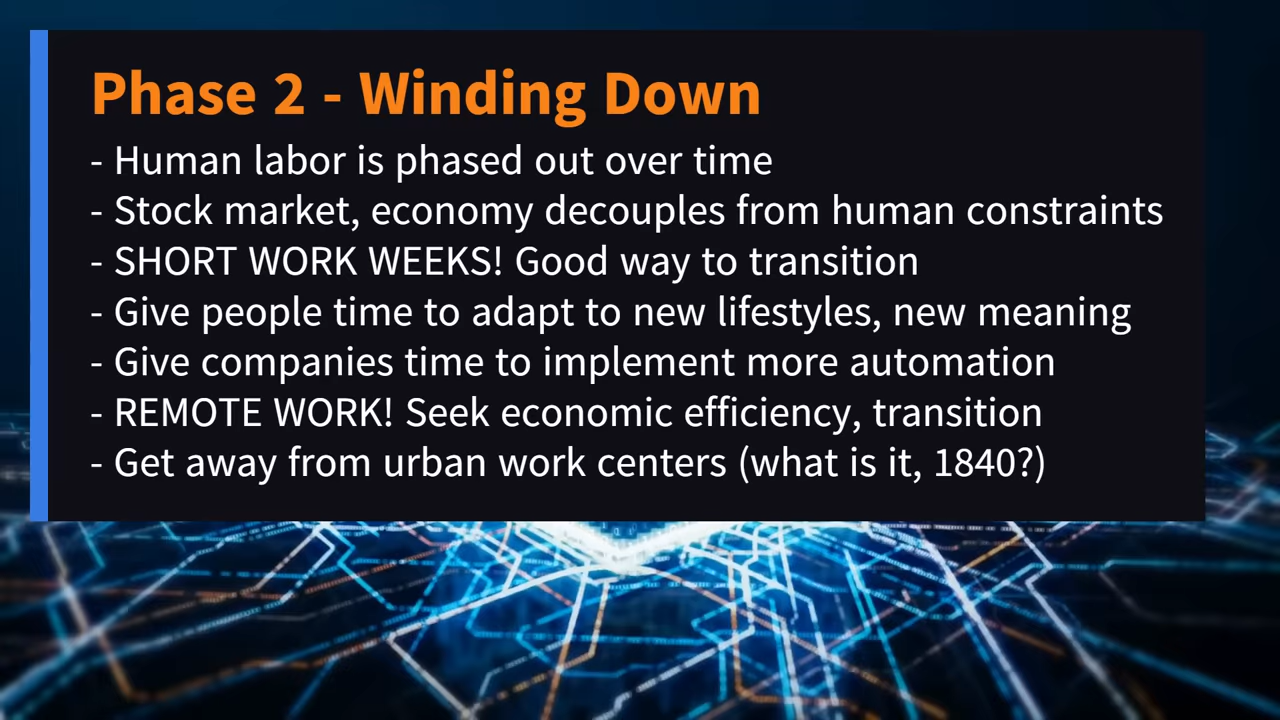 Phase 2 - Winding Down
- Human labor is phased out over time
- Stock market, economy decouples from human constraints
- SHORT WORK WEEKS! Good way to transition
- Give people time to adapt to new lifestyles, new meaning
- Give companies time to implement more automation
- REMOTE WORK! Seek economic efficiency, transition
- Get away from urban work centers (what is it, 1840?)